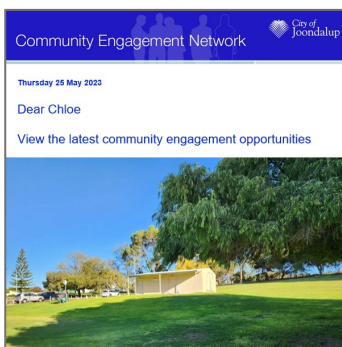 Community Engagement Network
City of
Joondalup
Thursday 25 May 2023
Dear Chloe
View the latest community engagement opportunities